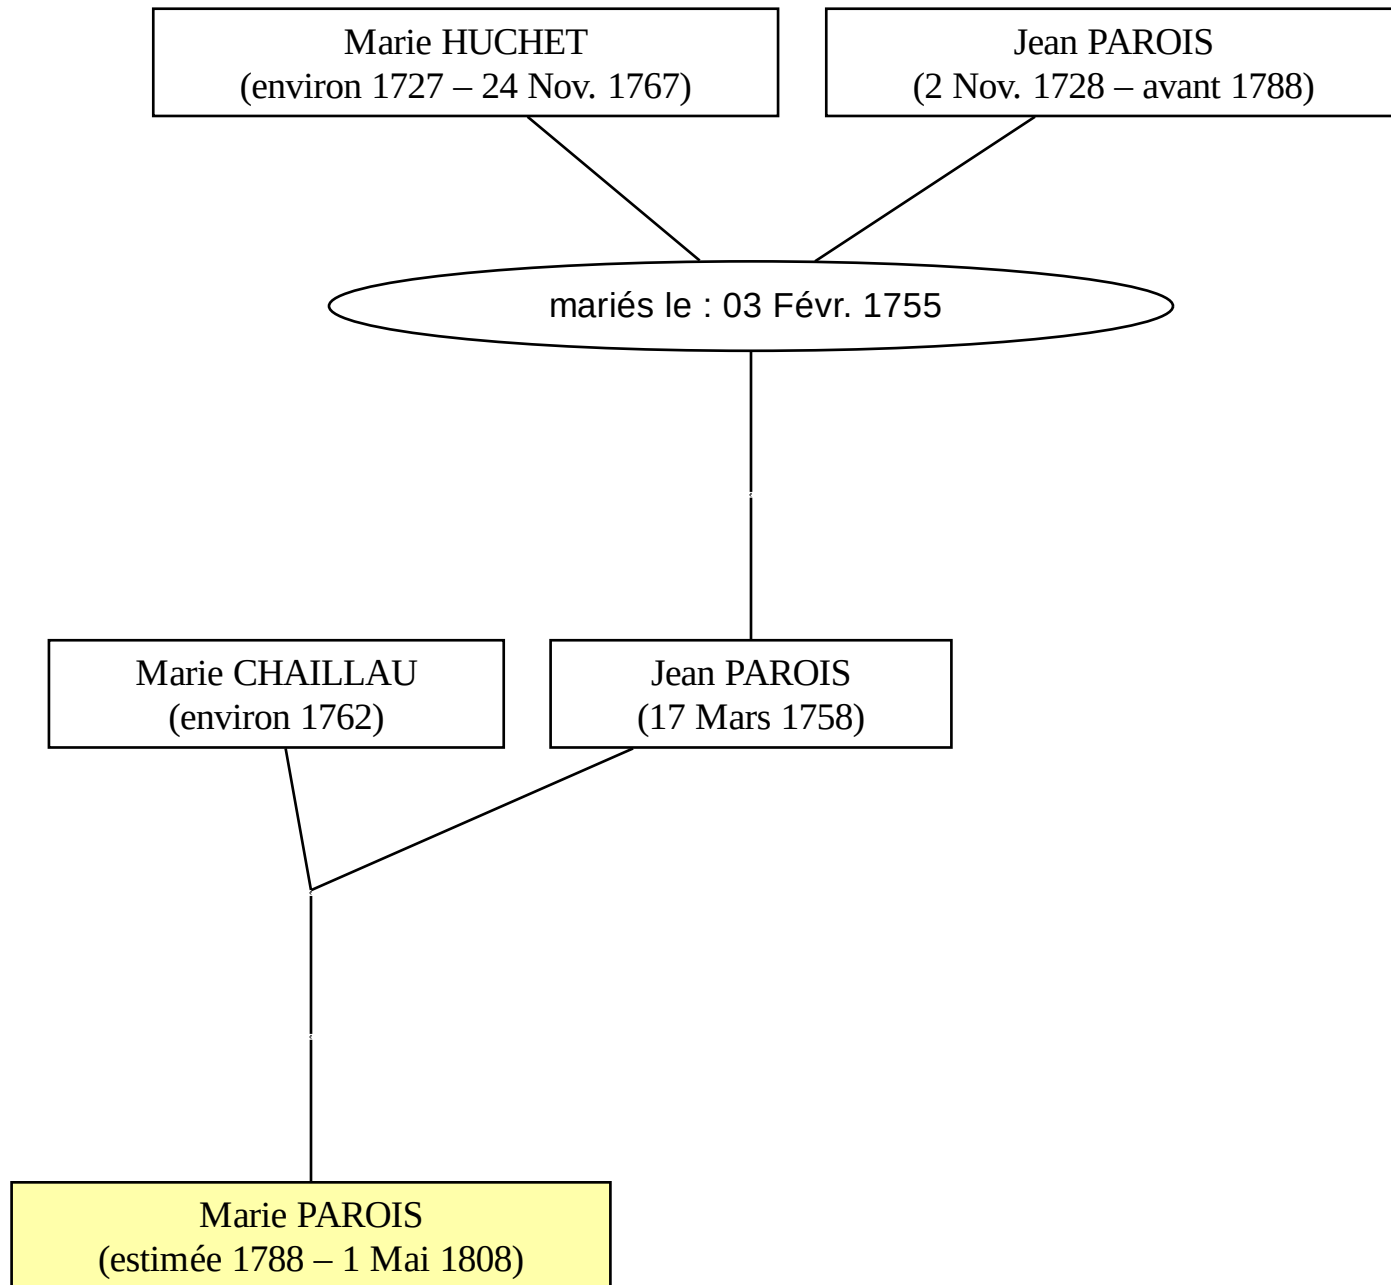 Marie HUCHET
(environ 1727 – 24 Nov. 1767)
Jean PAROIS
(2 Nov. 1728 – avant 1788)
mariés le : 03 Févr. 1755
Marie CHAILLAU
(environ 1762)
Jean PAROIS
(17 Mars 1758)
Marie PAROIS
(estimée 1788 – 1 Mai 1808)